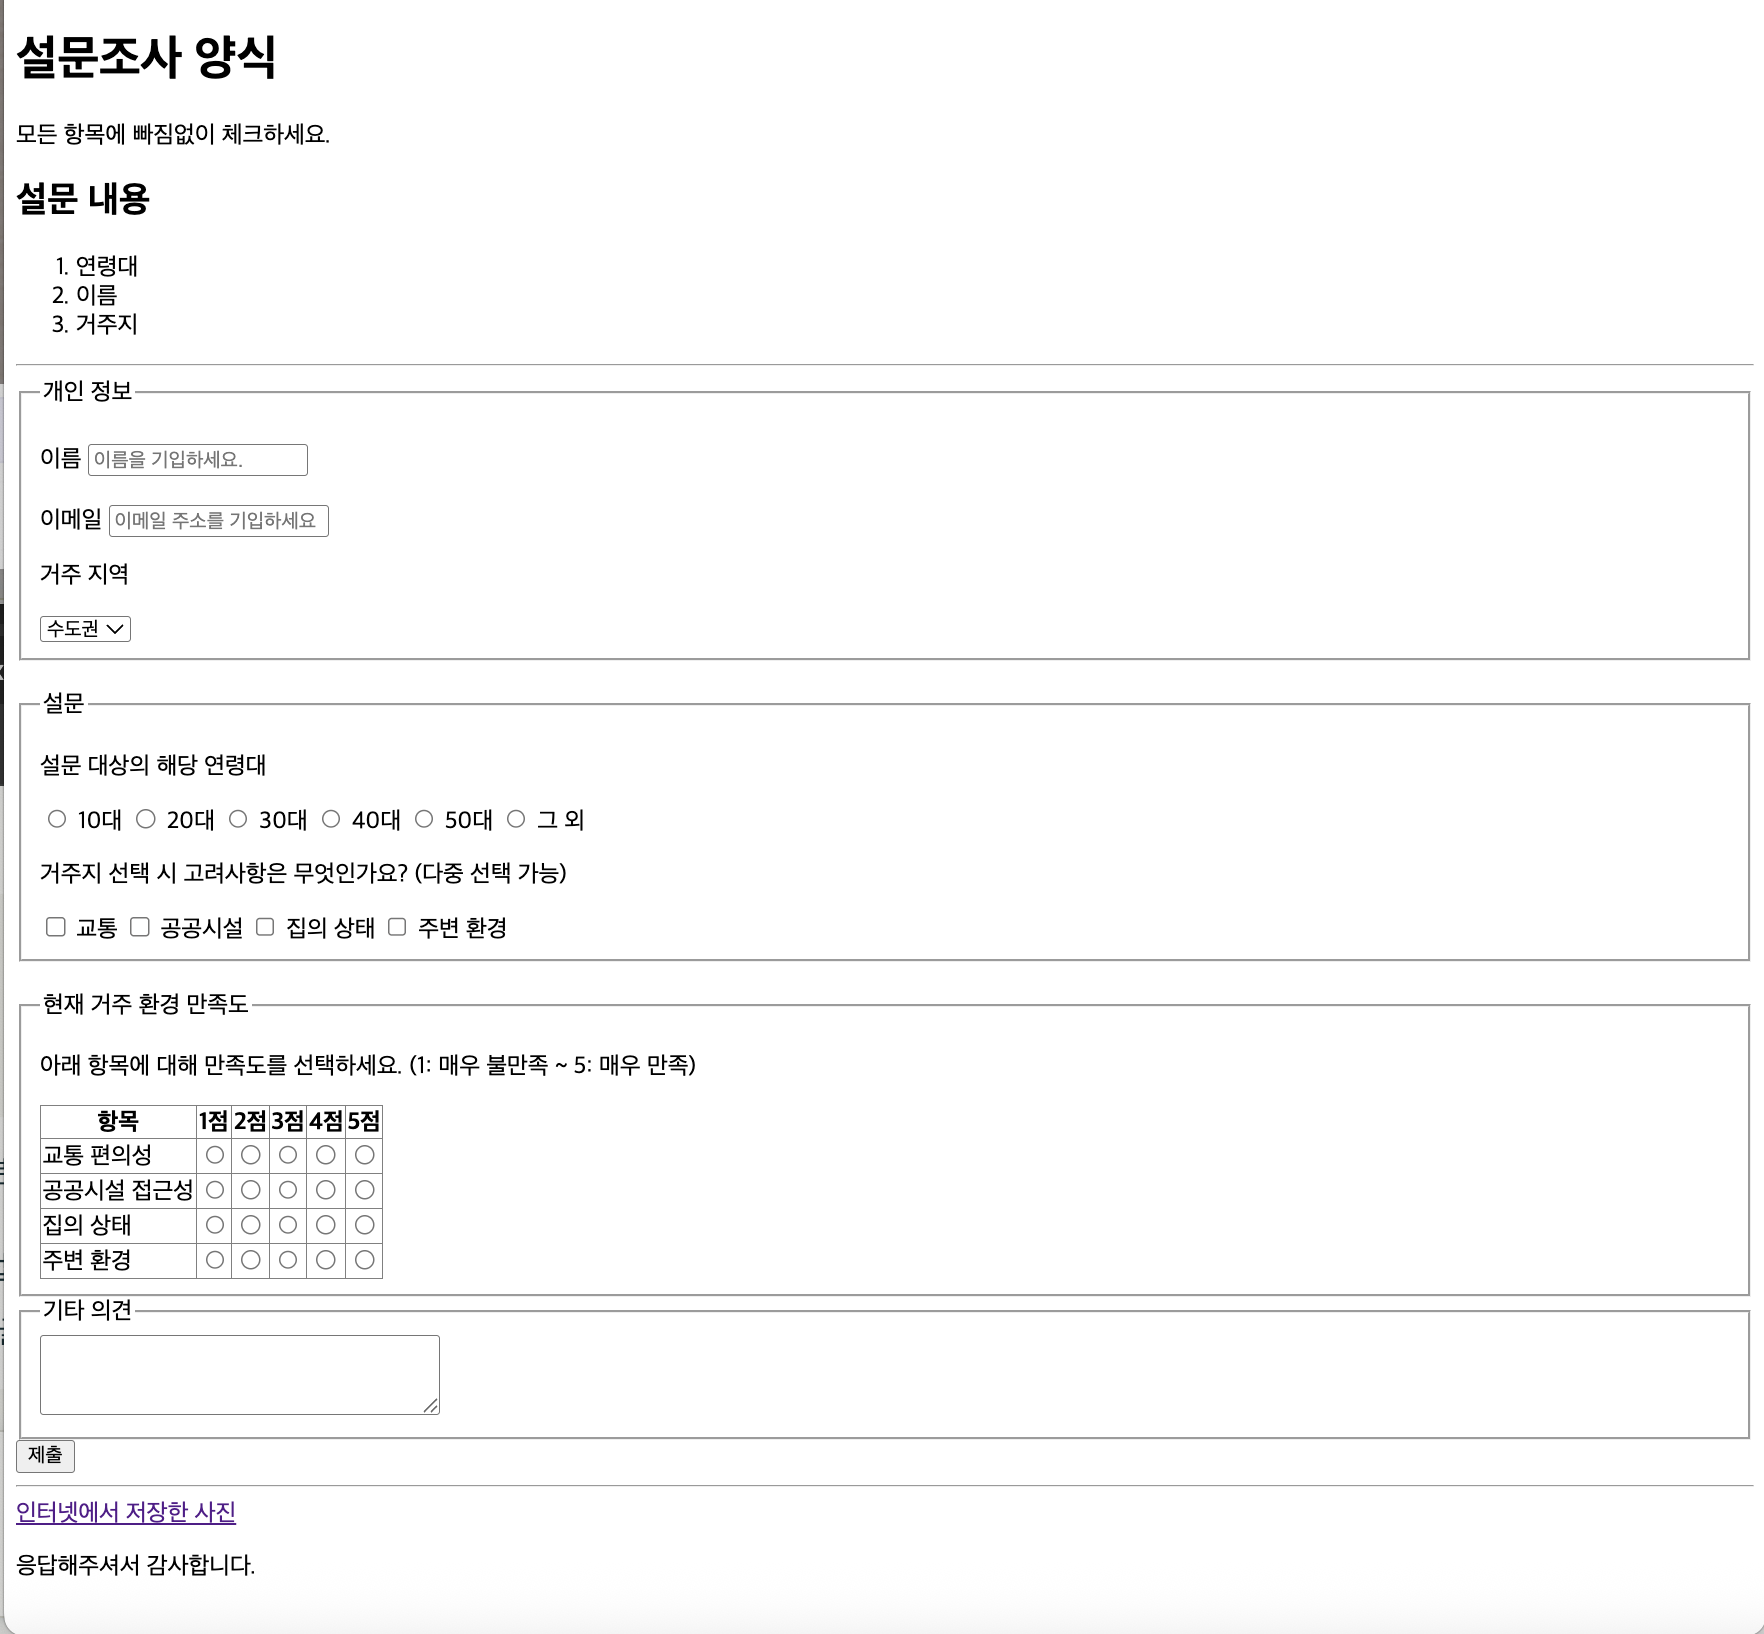 설문조사 양식
모든 항목에 빠짐없이 체크하세요.
설문 내용
1. 연령대
2. 이름
3. 거주지
개인 정보
이름 이름을 기입하세요.
이메일 이메일 주소를 기입하세요
거주 지역
수도권
설문
설문 대상의 해당 연령대
10대 20대 30대 40대 50대 그 외
거주지 선택 시 고려사항은 무엇인가요? (다중 선택 가능)
교통 공공시설 집의 상태 주변 환경
현재 거주 환경 만족도
아래 항목에 대해 만족도를 선택하세요. (1: 매우 불만족 ~ 5: 매우 만족)
항목 1점 2점 3점 4점 5점
교통 편의성
공공시설 접근성
집의 상태
주변 환경
기타 의견
제출
인터넷에서 저장한 사진
응답해주셔서 감사합니다.